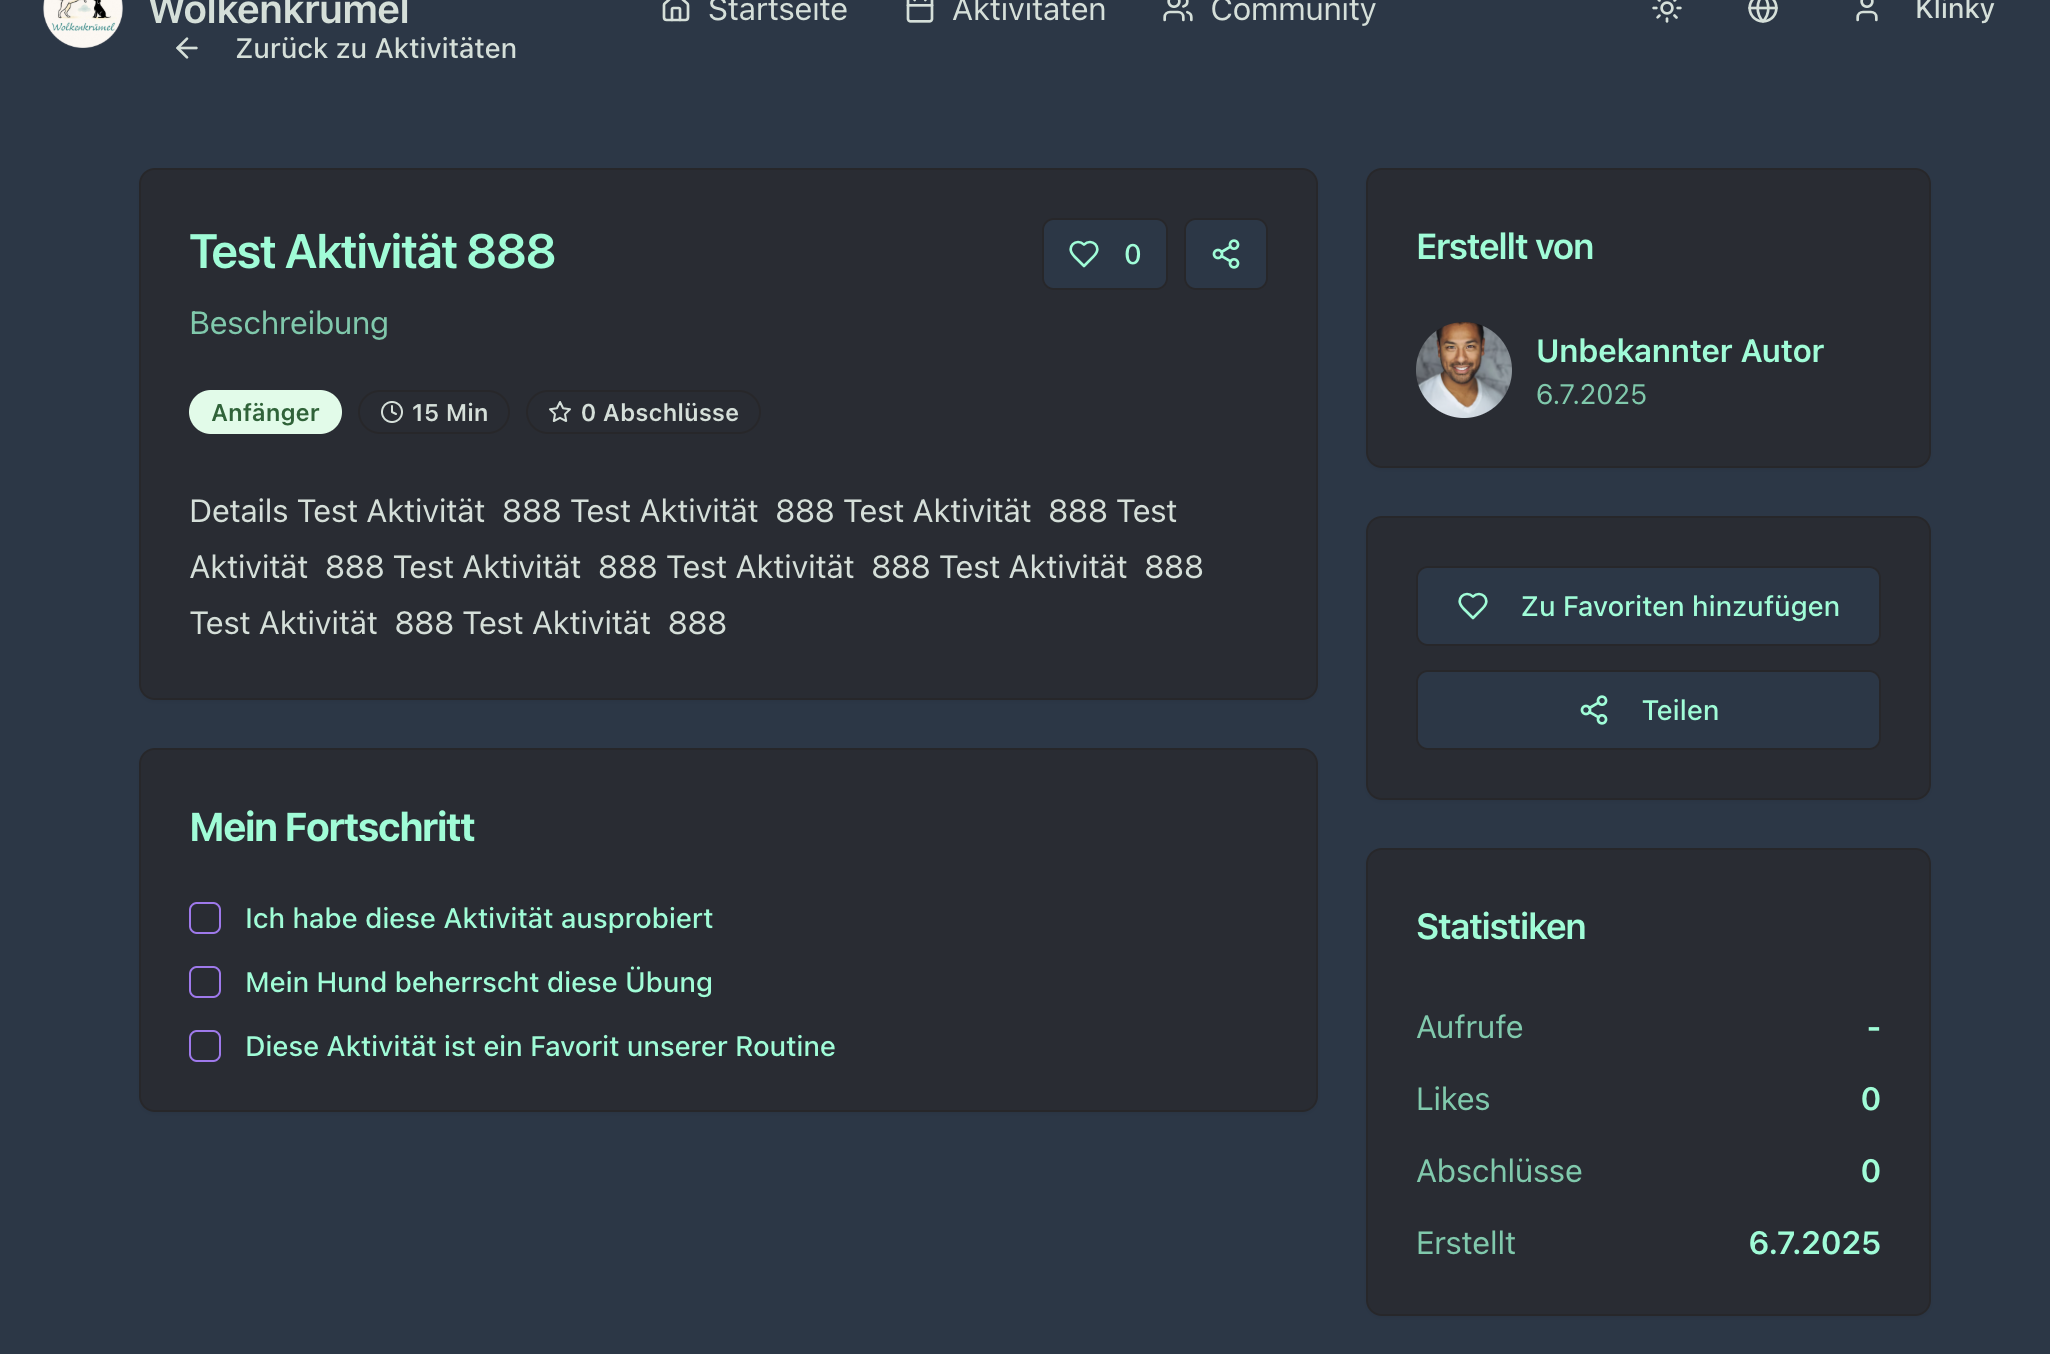 Wolkenkrümel
Wolkenkrümel
Startseite
Aktivitäten
Community
Klinky
Zurück zu Aktivitäten
Test Aktivität 888
0
Beschreibung
Anfänger
15 Min
0 Abschlüsse
Details Test Aktivität  888 Test Aktivität  888 Test Aktivität  888 Test
Aktivität  888 Test Aktivität  888 Test Aktivität  888 Test Aktivität  888
Test Aktivität  888 Test Aktivität  888
Mein Fortschritt
Ich habe diese Aktivität ausprobiert
Mein Hund beherrscht diese Übung
Diese Aktivität ist ein Favorit unserer Routine
Erstellt von
Unbekannter Autor
6.7.2025
Zu Favoriten hinzufügen
Teilen
Statistiken
Aufrufe -
Likes 0
Abschlüsse 0
Erstellt 6.7.2025